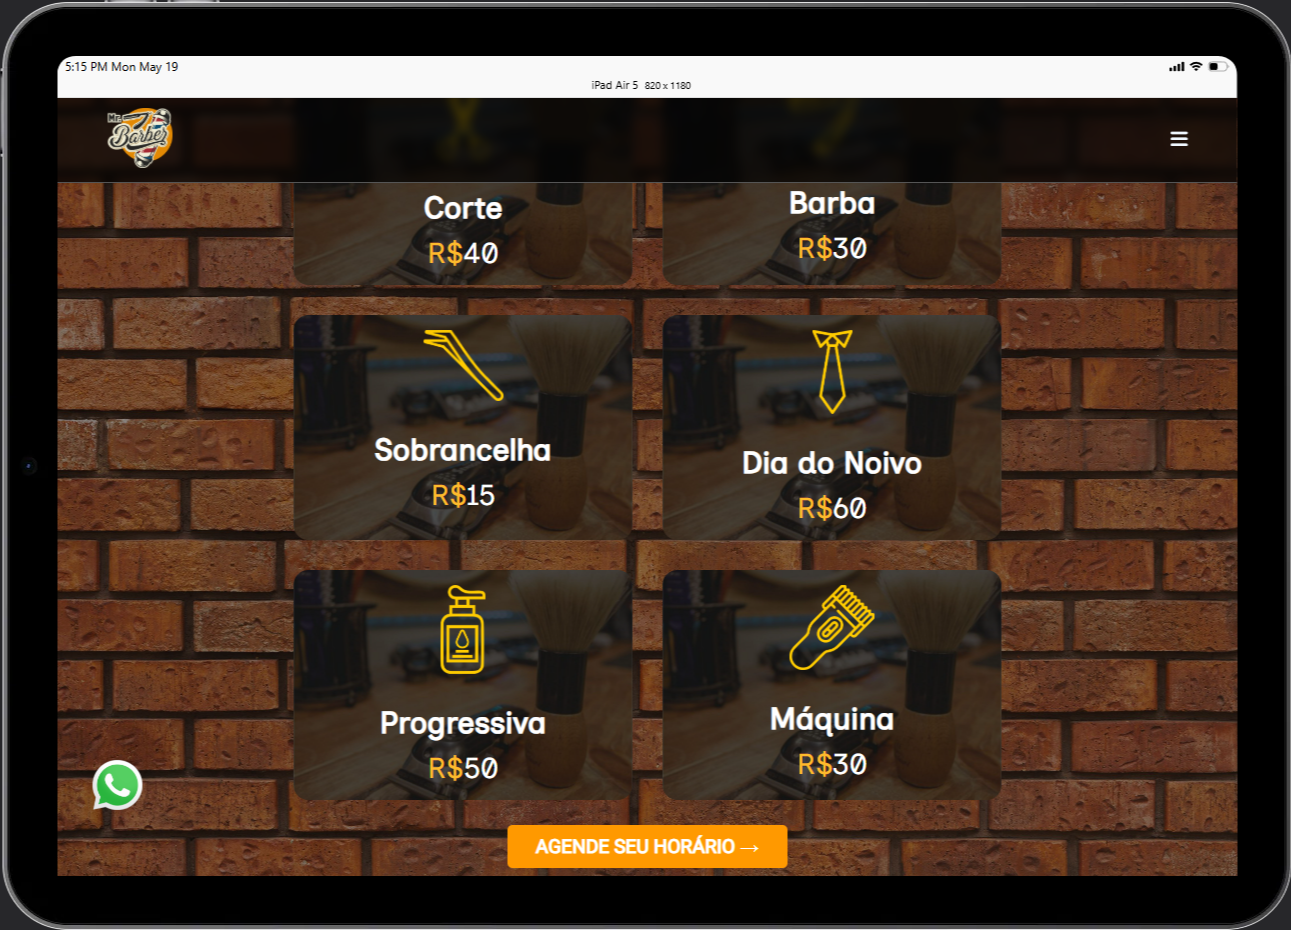 5:15 PM Mon May 19
iPad Air 5 820 x 1180
Mr.
Barber
Corte
R$40
Barba
R$30
Sobrancelha
R$15
Dia do Noivo
R$60
Progressiva
R$50
Máquina
R$30
AGENDE SEU HORÁRIO →